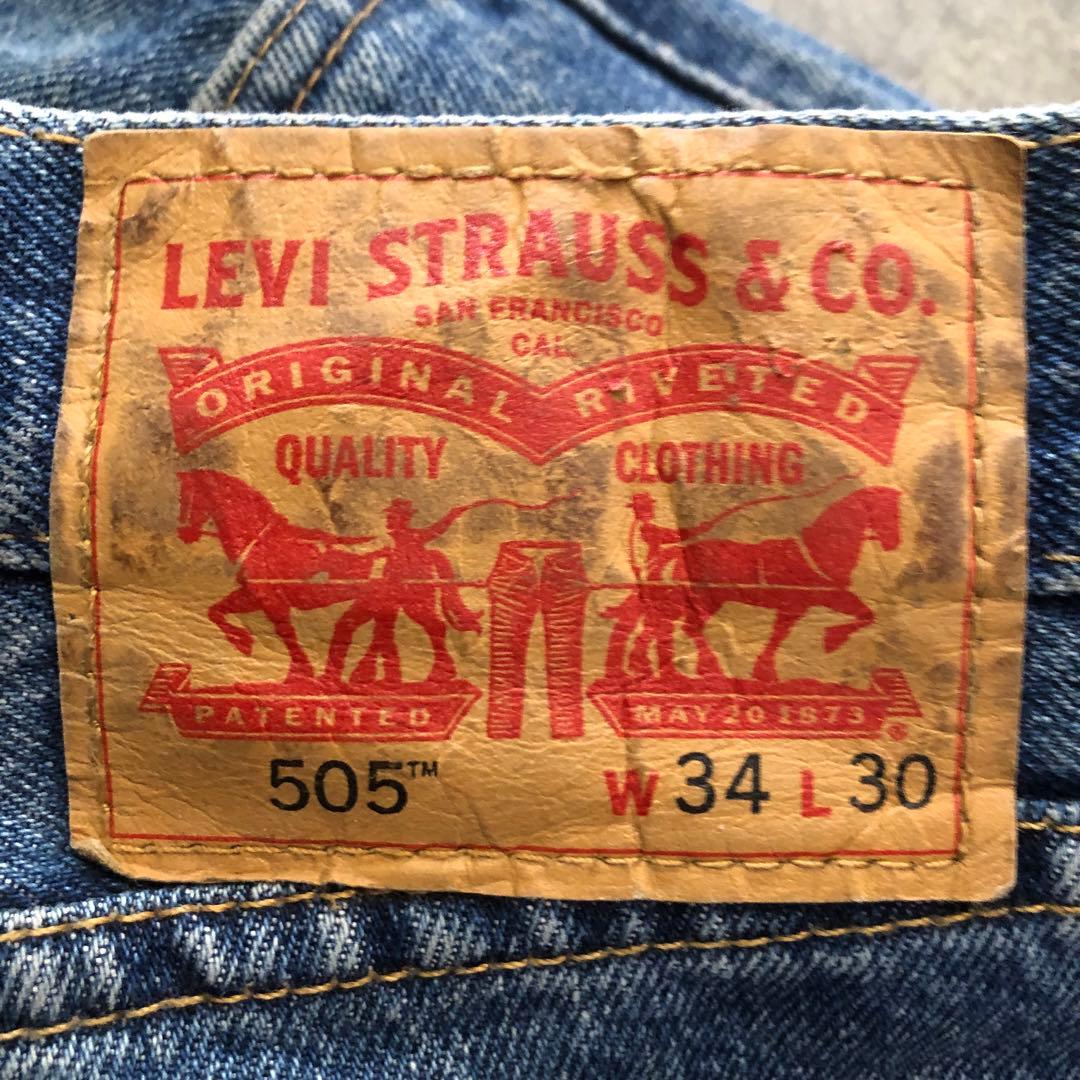 LEVI STRAUSS & CO.
SAN FRANCISCO
CAL.
ORIGINAL RIVETED
QUALITY CLOTHING
PATENTED MAY 20 1873 ®
505™ W 34 L 30